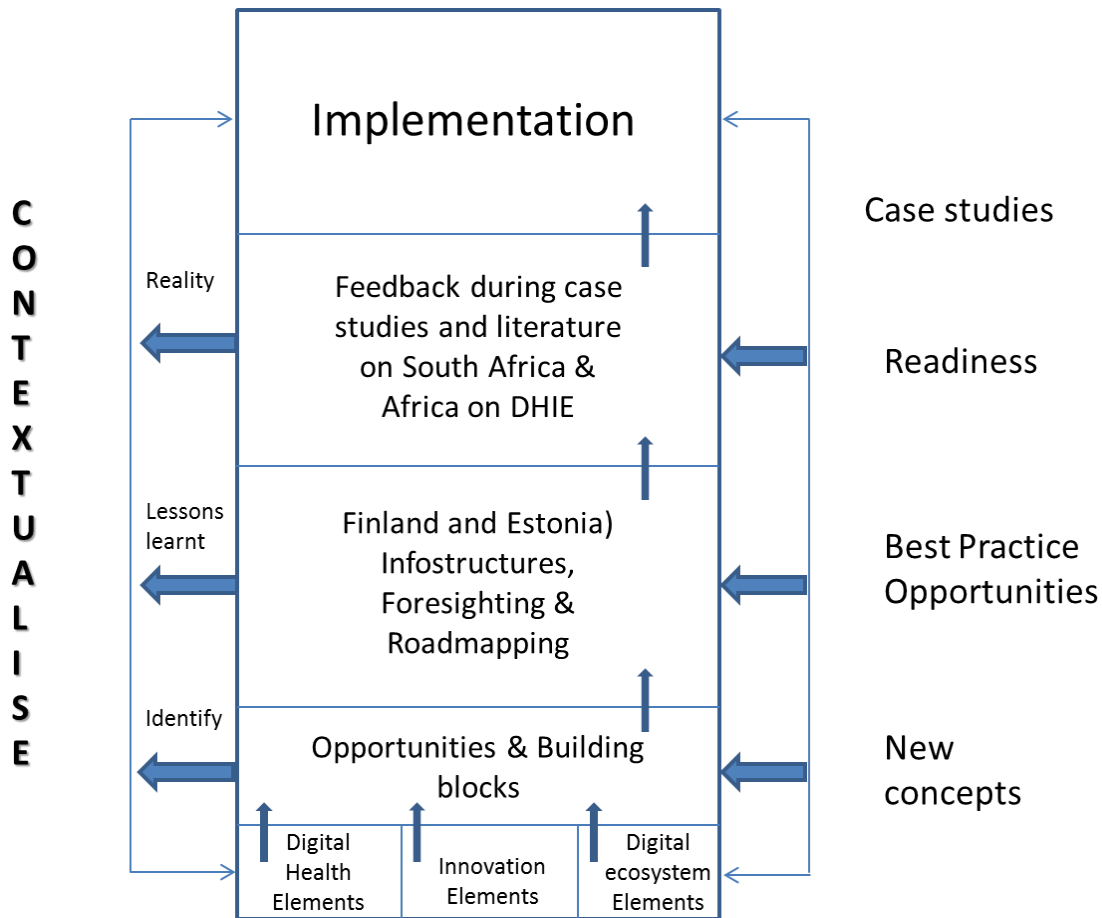 Implementation
C
O
N
T
E
X
T
U
A
L
I
S
E
Case studies
Reality
Feedback during case
studies and literature
on South Africa &
Africa on DHIE
Readiness
Lessons
learnt
Finland and Estonia)
Infostructures,
Foresighting &
Roadmapping
Best Practice
Opportunities
Identify
Opportunities & Building
blocks
New
concepts
Digital
Health
Elements
Innovation
Elements
Digital
ecosystem
Elements